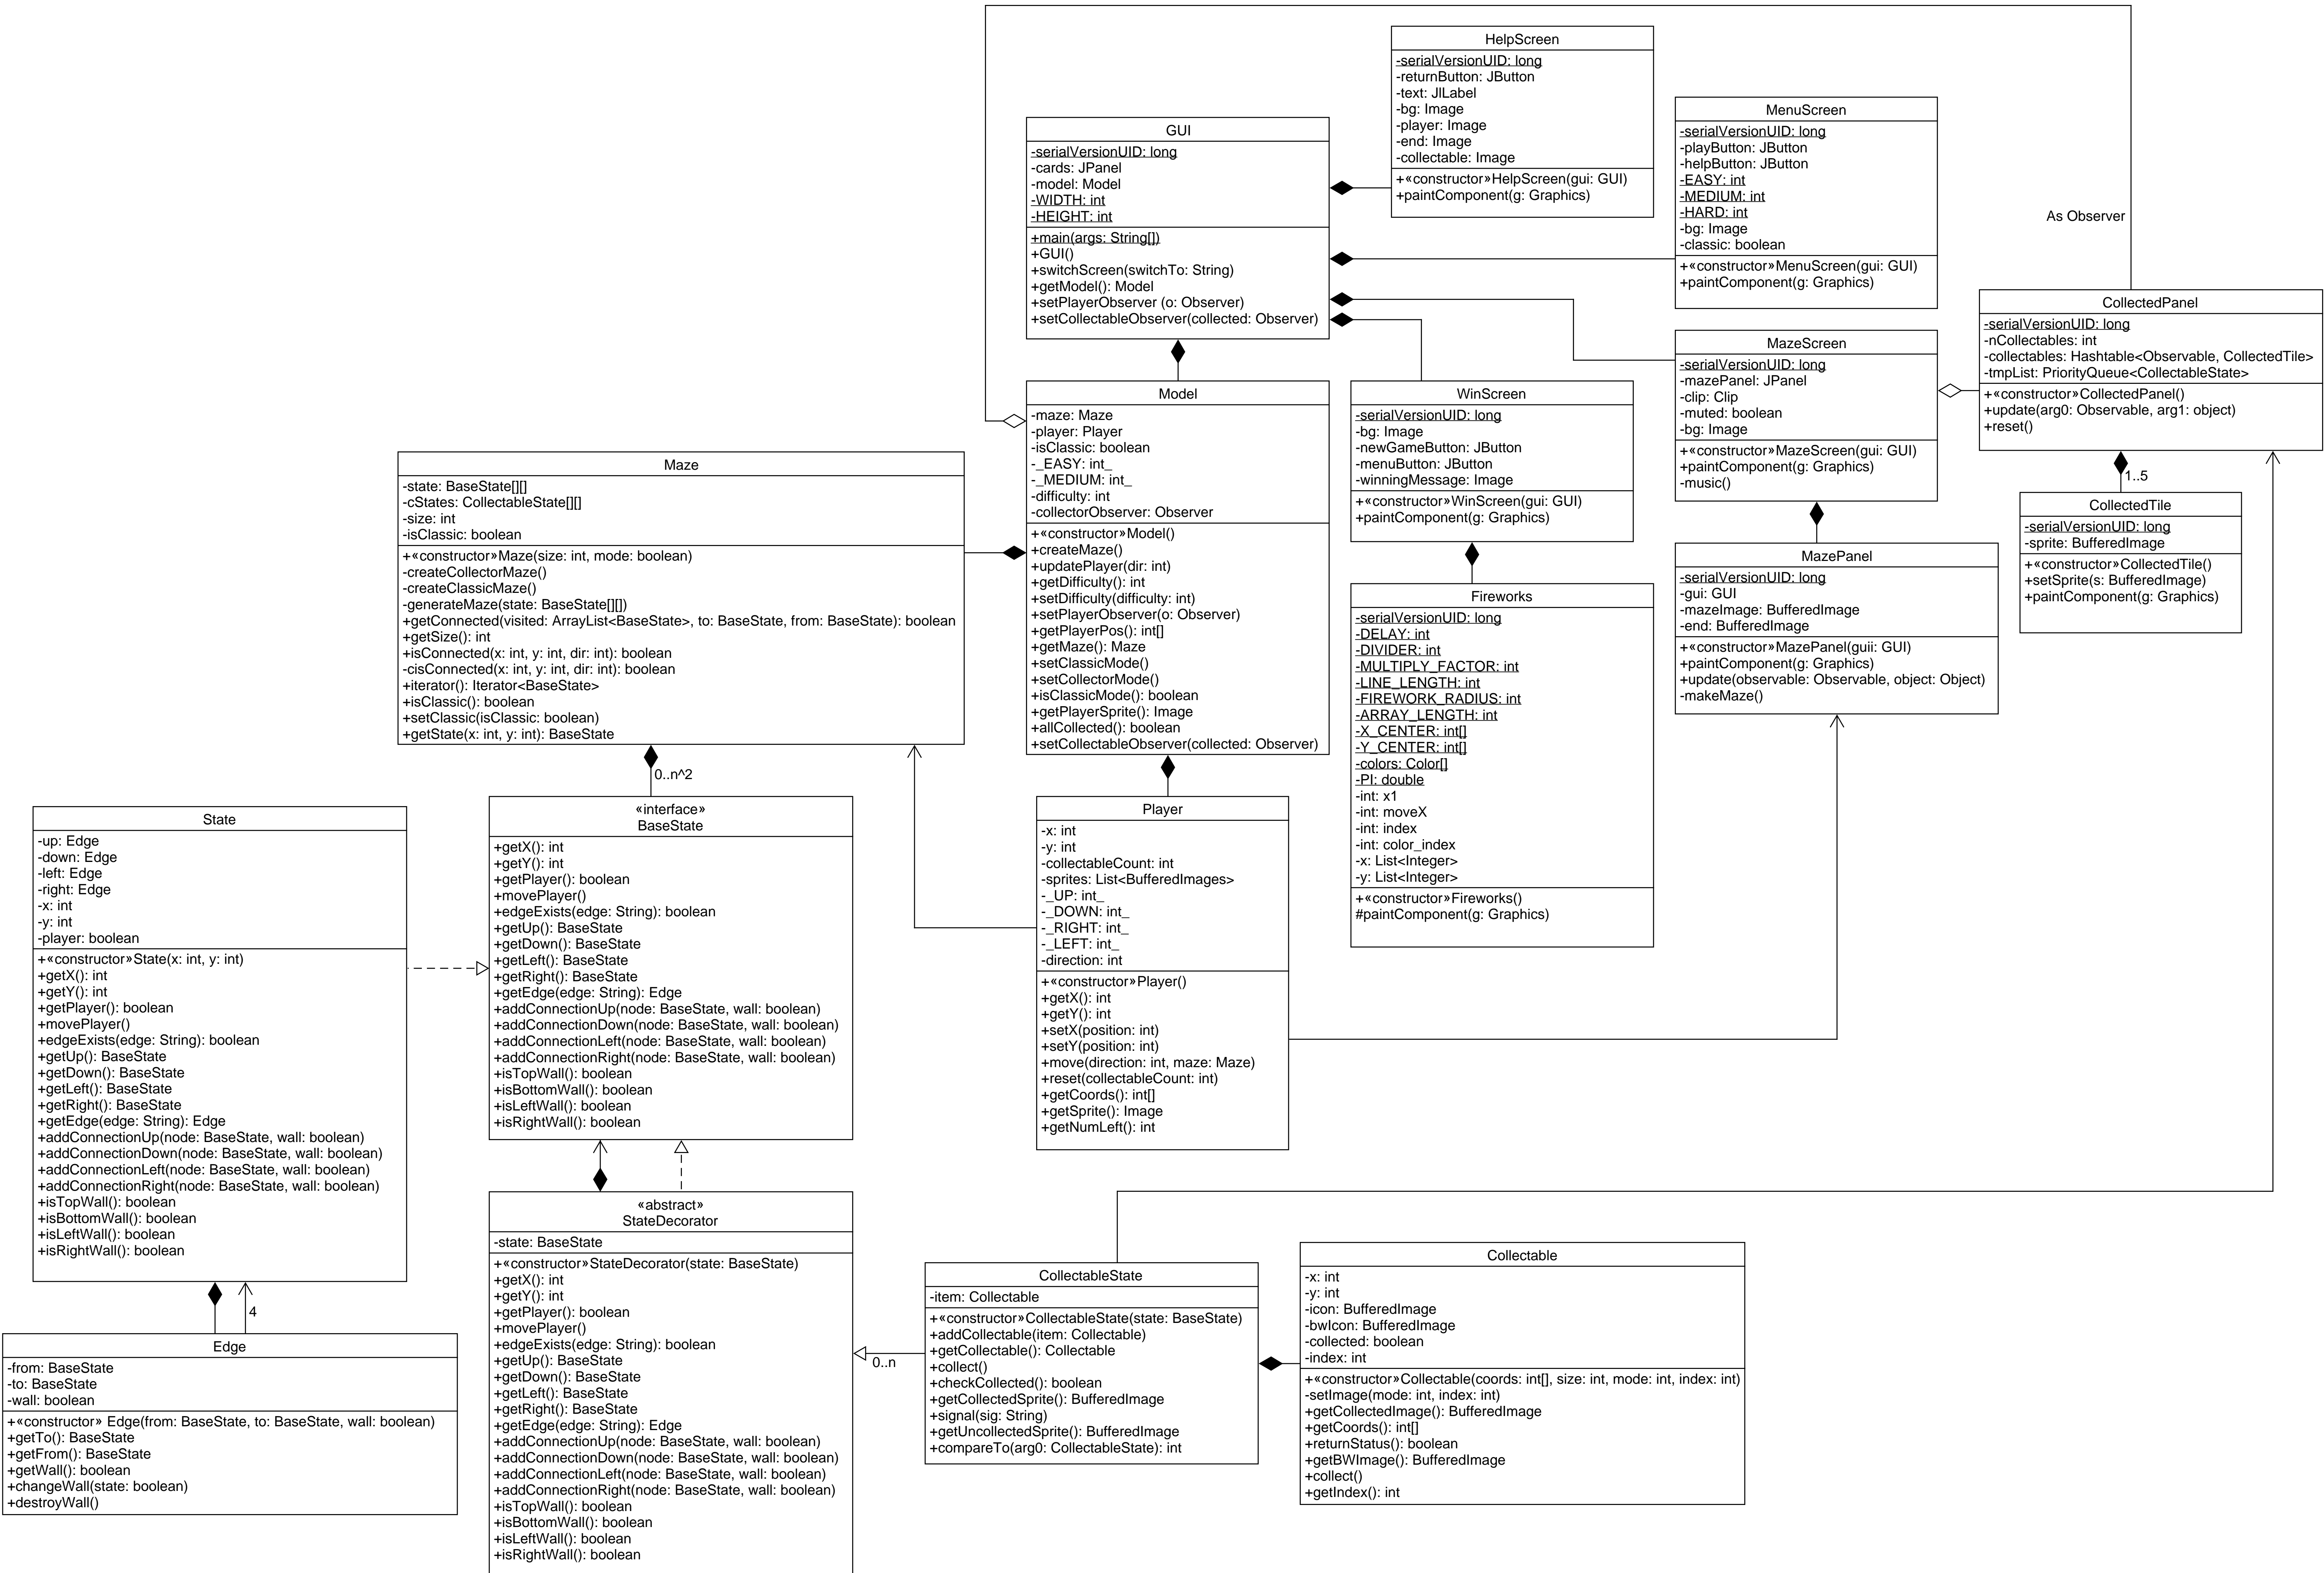 HelpScreen
-serialVersionUID: long
-returnButton: JButton
-text: JlLabel
-bg: Image
-player: Image
-end: Image
-collectable: Image
+«constructor»HelpScreen(gui: GUI)
+paintComponent(g: Graphics)
MenuScreen
-serialVersionUID: long
-playButton: JButton
-helpButton: JButton
-EASY: int
-MEDIUM: int
-HARD: int
-bg: Image
-classic: boolean
+«constructor»MenuScreen(gui: GUI)
+paintComponent(g: Graphics)
GUI
-serialVersionUID: long
-cards: JPanel
-model: Model
-WIDTH: int
-HEIGHT: int
+main(args: String[])
+GUI()
+switchScreen(switchTo: String)
+getModel(): Model
+setPlayerObserver (o: Observer)
+setCollectableObserver(collected: Observer)
As Observer
CollectedPanel
-serialVersionUID: long
-nCollectables: int
-collectables: Hashtable<Observable, CollectedTile>
-tmpList: PriorityQueue<CollectableState>
+«constructor»CollectedPanel()
+update(arg0: Observable, arg1: object)
+reset()
1..5
MazeScreen
-serialVersionUID: long
-mazePanel: JPanel
-clip: Clip
-muted: boolean
-bg: Image
+«constructor»MazeScreen(gui: GUI)
+paintComponent(g: Graphics)
-music()
Model
-maze: Maze
-player: Player
-isClassic: boolean
-_EASY: int_
-_MEDIUM: int_
-difficulty: int
-collectorObserver: Observer
+«constructor»Model()
+createMaze()
+updatePlayer(dir: int)
+getDifficulty(): int
+setDifficulty(difficulty: int)
+setPlayerObserver(o: Observer)
+getPlayerPos(): int[]
+getMaze(): Maze
+setClassicMode()
+setCollectorMode()
+isClassicMode(): boolean
+getPlayerSprite(): Image
+allCollected(): boolean
+setCollectableObserver(collected: Observer)
WinScreen
-serialVersionUID: long
-bg: Image
-newGameButton: JButton
-menuButton: JButton
-winningMessage: Image
+«constructor»WinScreen(gui: GUI)
+paintComponent(g: Graphics)
CollectedTile
-serialVersionUID: long
-sprite: BufferedImage
+«constructor»CollectedTile()
+setSprite(s: BufferedImage)
+paintComponent(g: Graphics)
Maze
-state: BaseState[][]
-cStates: CollectableState[][]
-size: int
-isClassic: boolean
+«constructor»Maze(size: int, mode: boolean)
-createCollectorMaze()
-createClassicMaze()
-generateMaze(state: BaseState[][])
+getConnected(visited: ArrayList<BaseState>, to: BaseState, from: BaseState): boolean
+getSize(): int
+isConnected(x: int, y: int, dir: int): boolean
-cisConnected(x: int, y: int, dir: int): boolean
+iterator(): Iterator<BaseState>
+isClassic(): boolean
+setClassic(isClassic: boolean)
+getState(x: int, y: int): BaseState
0..n^2
MazePanel
-serialVersionUID: long
-gui: GUI
-mazeImage: BufferedImage
-end: BufferedImage
+«constructor»MazePanel(guii: GUI)
+paintComponent(g: Graphics)
+update(observable: Observable, object: Object)
-makeMaze()
Fireworks
-serialVersionUID: long
-DELAY: int
-DIVIDER: int
-MULTIPLY_FACTOR: int
-LINE_LENGTH: int
-FIREWORK_RADIUS: int
-ARRAY_LENGTH: int
-X_CENTER: int[]
-Y_CENTER: int[]
-colors: Color[]
-PI: double
-int: x1
-int: moveX
-int: index
-int: color_index
-x: List<Integer>
-y: List<Integer>
+«constructor»Fireworks()
#paintComponent(g: Graphics)
State
-up: Edge
-down: Edge
-left: Edge
-right: Edge
-x: int
-y: int
-player: boolean
+«constructor»State(x: int, y: int)
+getX(): int
+getY(): int
+getPlayer(): boolean
+movePlayer()
+edgeExists(edge: String): boolean
+getUp(): BaseState
+getDown(): BaseState
+getLeft(): BaseState
+getRight(): BaseState
+getEdge(edge: String): Edge
+addConnectionUp(node: BaseState, wall: boolean)
+addConnectionDown(node: BaseState, wall: boolean)
+addConnectionLeft(node: BaseState, wall: boolean)
+addConnectionRight(node: BaseState, wall: boolean)
+isTopWall(): boolean
+isBottomWall(): boolean
+isLeftWall(): boolean
+isRightWall(): boolean
4
«interface»
BaseState
+getX(): int
+getY(): int
+getPlayer(): boolean
+movePlayer()
+edgeExists(edge: String): boolean
+getUp(): BaseState
+getDown(): BaseState
+getLeft(): BaseState
+getRight(): BaseState
+getEdge(edge: String): Edge
+addConnectionUp(node: BaseState, wall: boolean)
+addConnectionDown(node: BaseState, wall: boolean)
+addConnectionLeft(node: BaseState, wall: boolean)
+addConnectionRight(node: BaseState, wall: boolean)
+isTopWall(): boolean
+isBottomWall(): boolean
+isLeftWall(): boolean
+isRightWall(): boolean
Player
-x: int
-y: int
-collectableCount: int
-sprites: List<BufferedImages>
-_UP: int_
-_DOWN: int_
-_RIGHT: int_
-_LEFT: int_
-direction: int
+«constructor»Player()
+getX(): int
+getY(): int
+setX(position: int)
+setY(position: int)
+move(direction: int, maze: Maze)
+reset(collectableCount: int)
+getCoords(): int[]
+getSprite(): Image
+getNumLeft(): int
Edge
-from: BaseState
-to: BaseState
-wall: boolean
+«constructor» Edge(from: BaseState, to: BaseState, wall: boolean)
+getTo(): BaseState
+getFrom(): BaseState
+getWall(): boolean
+changeWall(state: boolean)
+destroyWall()
«abstract»
StateDecorator
-state: BaseState
+«constructor»StateDecorator(state: BaseState)
+getX(): int
+getY(): int
+getPlayer(): boolean
+movePlayer()
+edgeExists(edge: String): boolean
+getUp(): BaseState
+getDown(): BaseState
+getLeft(): BaseState
+getRight(): BaseState
+getEdge(edge: String): Edge
+addConnectionUp(node: BaseState, wall: boolean)
+addConnectionDown(node: BaseState, wall: boolean)
+addConnectionLeft(node: BaseState, wall: boolean)
+addConnectionRight(node: BaseState, wall: boolean)
+isTopWall(): boolean
+isBottomWall(): boolean
+isLeftWall(): boolean
+isRightWall(): boolean
0..n
CollectableState
-item: Collectable
+«constructor»CollectableState(state: BaseState)
+addCollectable(item: Collectable)
+getCollectable(): Collectable
+collect()
+checkCollected(): boolean
+getCollectedSprite(): BufferedImage
+signal(sig: String)
+getUncollectedSprite(): BufferedImage
+compareTo(arg0: CollectableState): int
Collectable
-x: int
-y: int
-icon: BufferedImage
-bwIcon: BufferedImage
-collected: boolean
-index: int
+«constructor»Collectable(coords: int[], size: int, mode: int, index: int)
-setImage(mode: int, index: int)
+getCollectedImage(): BufferedImage
+getCoords(): int[]
+returnStatus(): boolean
+getBWImage(): BufferedImage
+collect()
+getIndex(): int